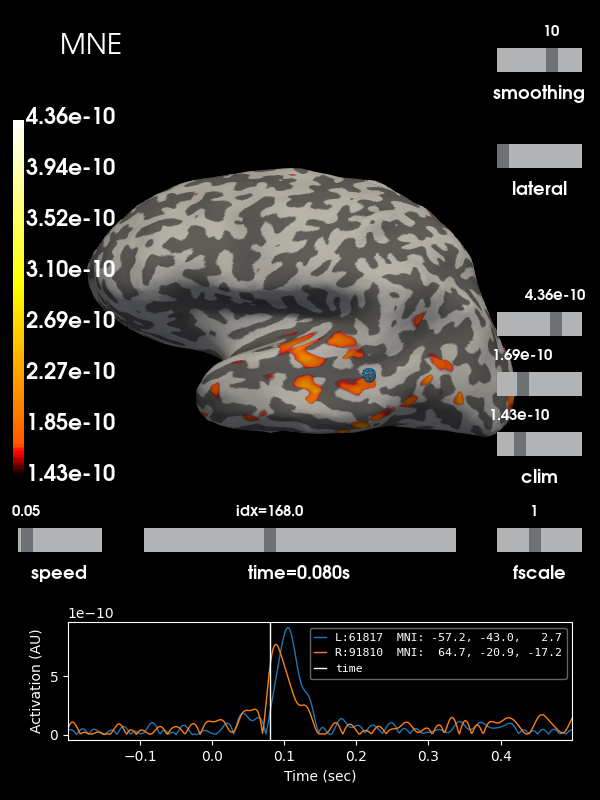 MNE
10
smoothing
lateral
4.36e-10
3.94e-10
3.52e-10
3.10e-10
2.69e-10
2.27e-10
1.85e-10
1.43e-10
4.36e-10
1.69e-10
1.43e-10
clim
0.05
speed
idx=168.0
time=0.080s
1
fscale
1e−10
Activation (AU)
5
0
L:61817 MNI: -57.2, -43.0, 2.7
R:91810 MNI: 64.7, -20.9, -17.2
time
−0.1 0.0 0.1 0.2 0.3 0.4
Time (sec)